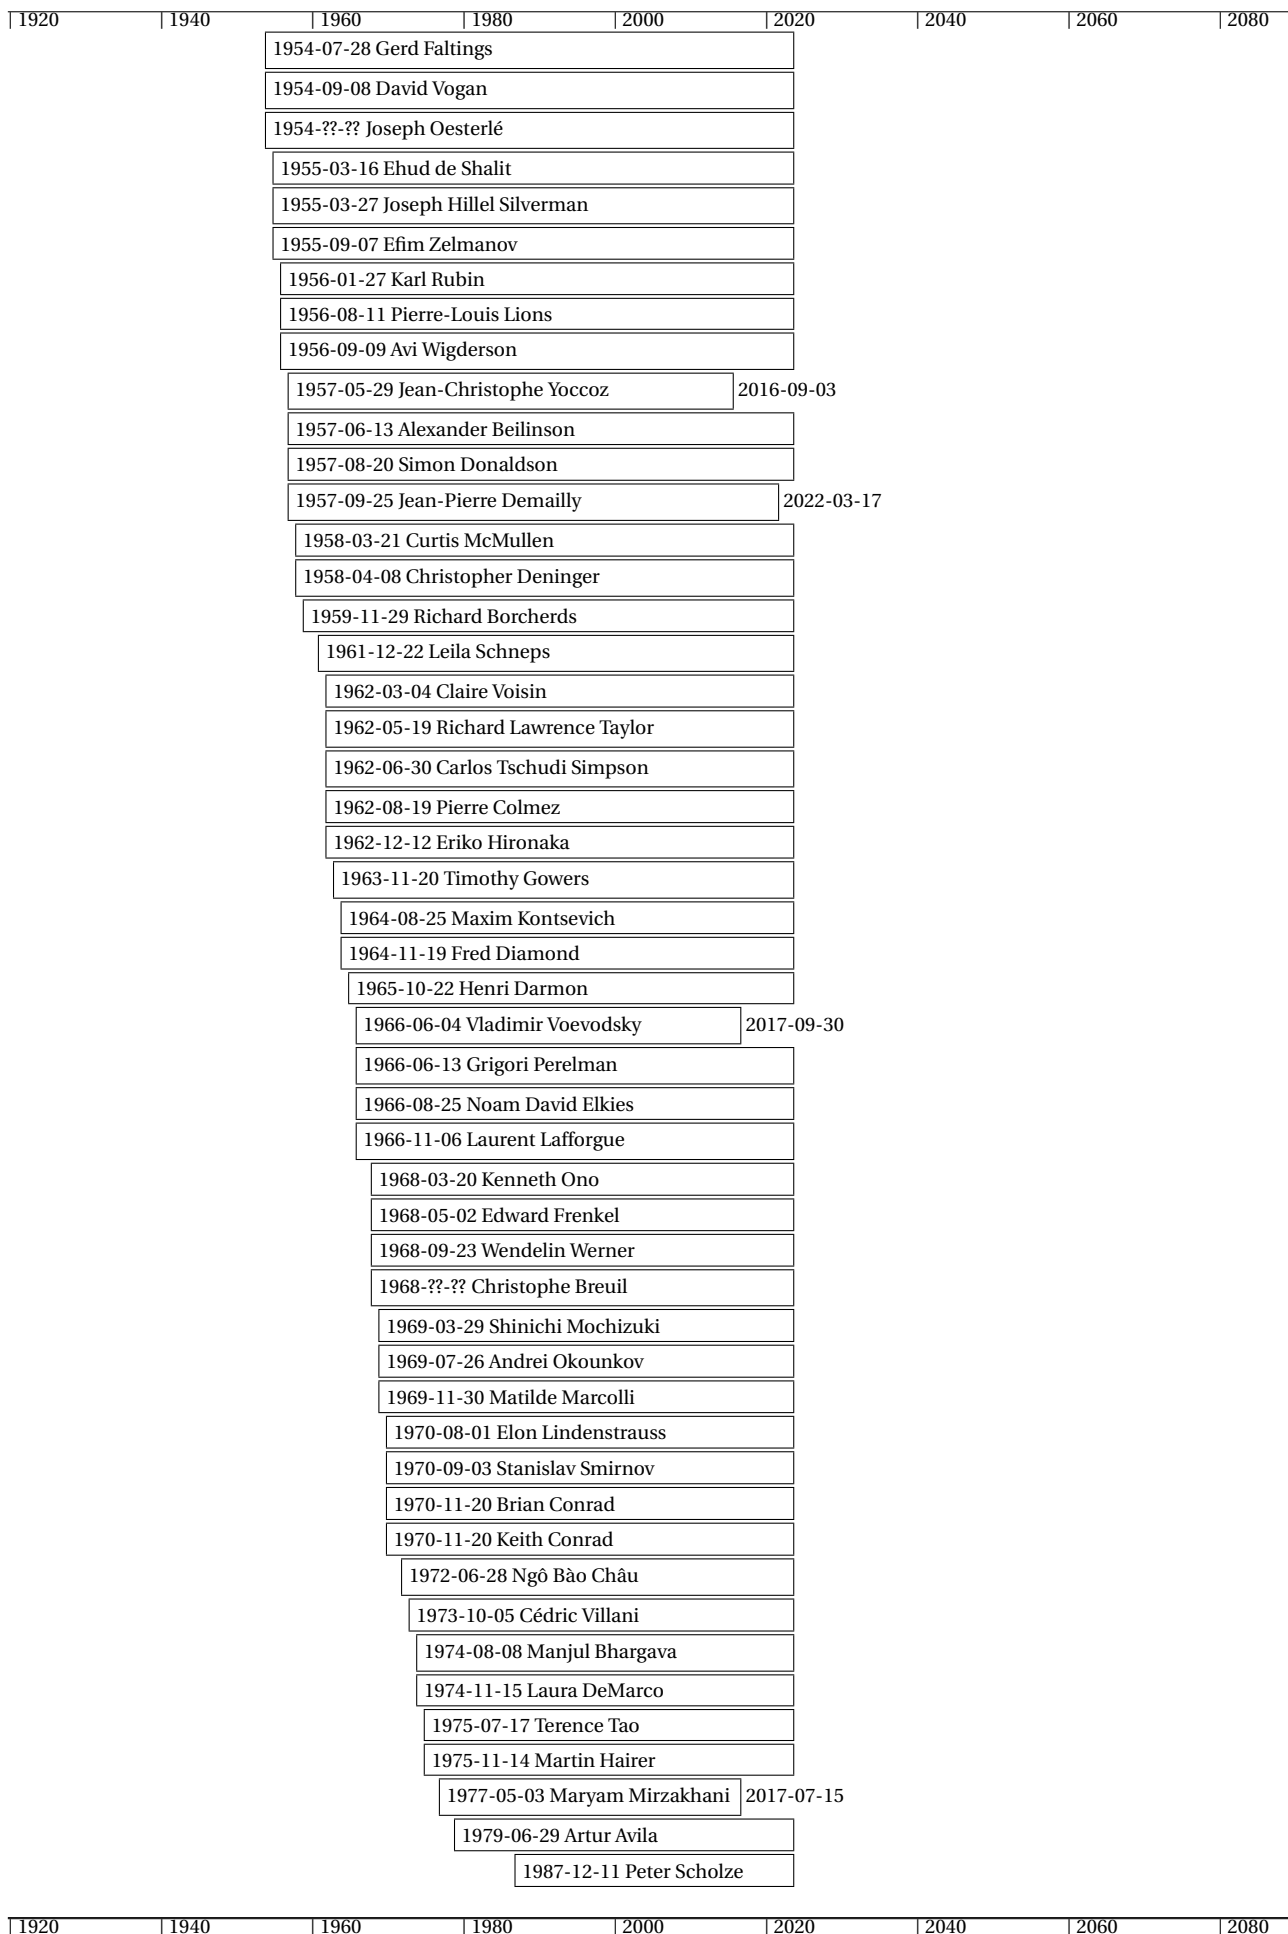 1920 1940 1960 1980 2000 2020 2040 2060 2080
1954-07-28 Gerd Faltings
1954-09-08 David Vogan
1954-??-?? Joseph Oesterlé
1955-03-16 Ehud de Shalit
1955-03-27 Joseph Hillel Silverman
1955-09-07 Efim Zelmanov
1956-01-27 Karl Rubin
1956-08-11 Pierre-Louis Lions
1956-09-09 Avi Wigderson
1957-05-29 Jean-Christophe Yoccoz 2016-09-03
1957-06-13 Alexander Beilinson
1957-08-20 Simon Donaldson
1957-09-25 Jean-Pierre Demailly 2022-03-17
1958-03-21 Curtis McMullen
1958-04-08 Christopher Deninger
1959-11-29 Richard Borcherds
1961-12-22 Leila Schneps
1962-03-04 Claire Voisin
1962-05-19 Richard Lawrence Taylor
1962-06-30 Carlos Tschudi Simpson
1962-08-19 Pierre Colmez
1962-12-12 Eriko Hironaka
1963-11-20 Timothy Gowers
1964-08-25 Maxim Kontsevich
1964-11-19 Fred Diamond
1965-10-22 Henri Darmon
1966-06-04 Vladimir Voevodsky 2017-09-30
1966-06-13 Grigori Perelman
1966-08-25 Noam David Elkies
1966-11-06 Laurent Lafforgue
1968-03-20 Kenneth Ono
1968-05-02 Edward Frenkel
1968-09-23 Wendelin Werner
1968-??-?? Christophe Breuil
1969-03-29 Shinichi Mochizuki
1969-07-26 Andrei Okounkov
1969-11-30 Matilde Marcolli
1970-08-01 Elon Lindenstrauss
1970-09-03 Stanislav Smirnov
1970-11-20 Brian Conrad
1970-11-20 Keith Conrad
1972-06-28 Ngô Bào Châu
1973-10-05 Cédric Villani
1974-08-08 Manjul Bhargava
1974-11-15 Laura DeMarco
1975-07-17 Terence Tao
1975-11-14 Martin Hairer
1977-05-03 Maryam Mirzakhani 2017-07-15
1979-06-29 Artur Avila
1987-12-11 Peter Scholze
1920 1940 1960 1980 2000 2020 2040 2060 2080